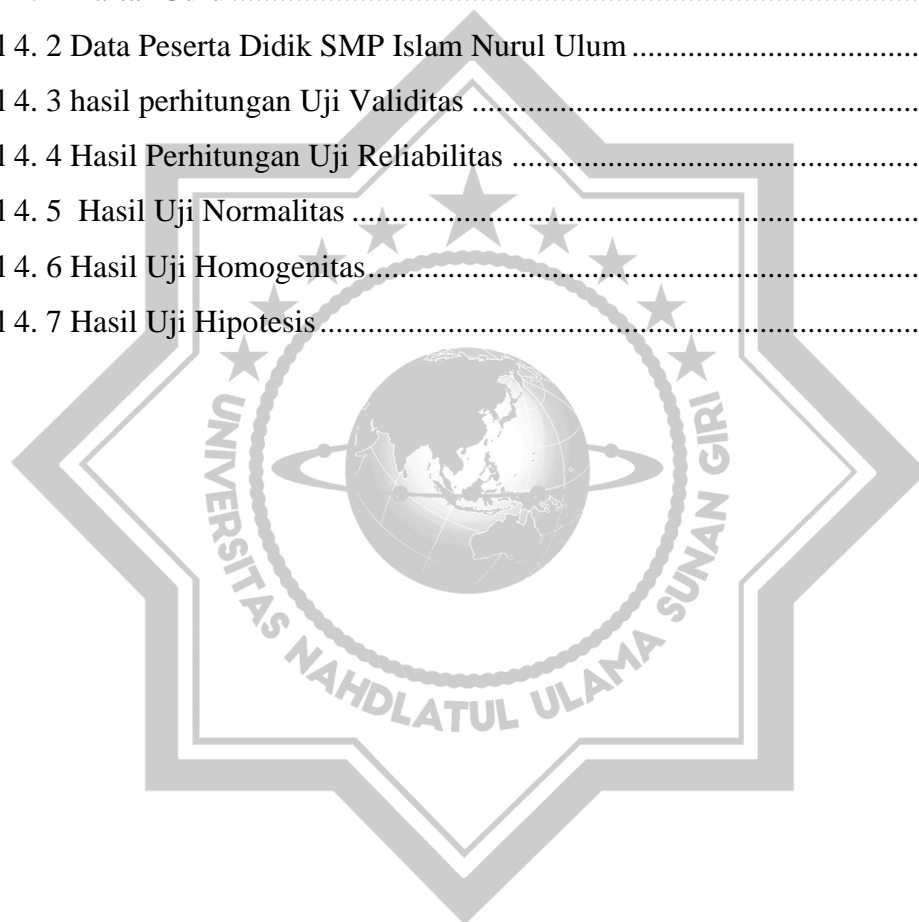 l 4. 2 Data Peserta Didik SMP Islam Nurul Ulum ................................
l 4. 3 hasil perhitungan Uji Validitas ..................................................
l 4. 4 Hasil Perhitungan Uji Reliabilitas .............................................
l 4. 5  Hasil Uji Normalitas ................................................................
l 4. 6 Hasil Uji Homogenitas..............................................................
l 4. 7 Hasil Uji Hipotesis....................................................................
UNIVERSITAS NAHDLATUL ULAMA SUNAN GIRI